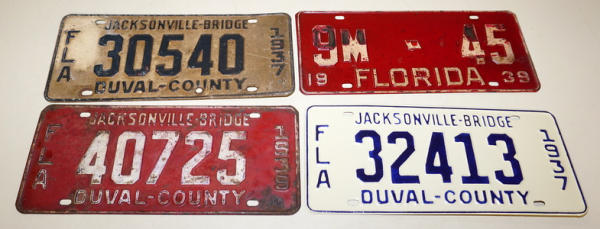 JACKSONVILLE-BRIDGE
FLA 30540 1937
DUVAL-COUNTY
9M - 45
19 FLORIDA 39
JACKSONVILLE-BRIDGE
FLA 40725
DUVAL-COUNTY
JACKSONVILLE-BRIDGE
FLA 32413 1937
DUVAL-COUNTY